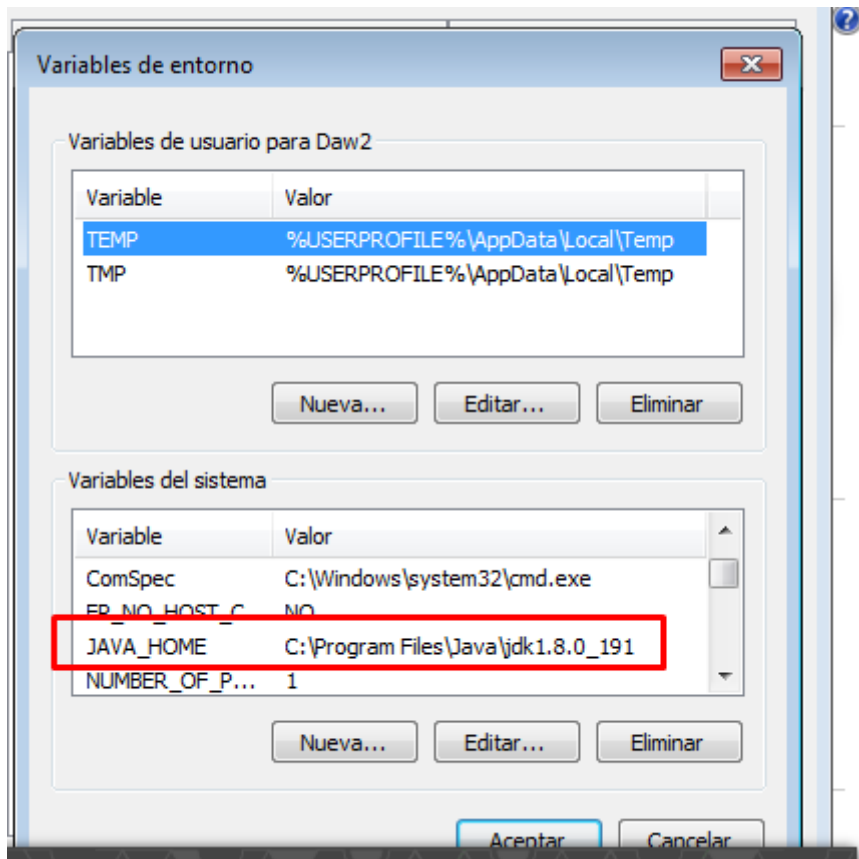 Variables de entorno
Variables de usuario para Daw2
Variable Valor
TEMP %USERPROFILE%\AppData\Local\Temp
TMP %USERPROFILE%\AppData\Local\Temp
Nueva... Editar... Eliminar
Variables del sistema
Variable Valor
ComSpec C:\Windows\system32\cmd.exe
FP_NO_HOST_C... NO
JAVA_HOME C:\Program Files\Java\jdk1.8.0_191
NUMBER_OF_P... 1
Nueva... Editar... Eliminar
Aceptar Cancelar